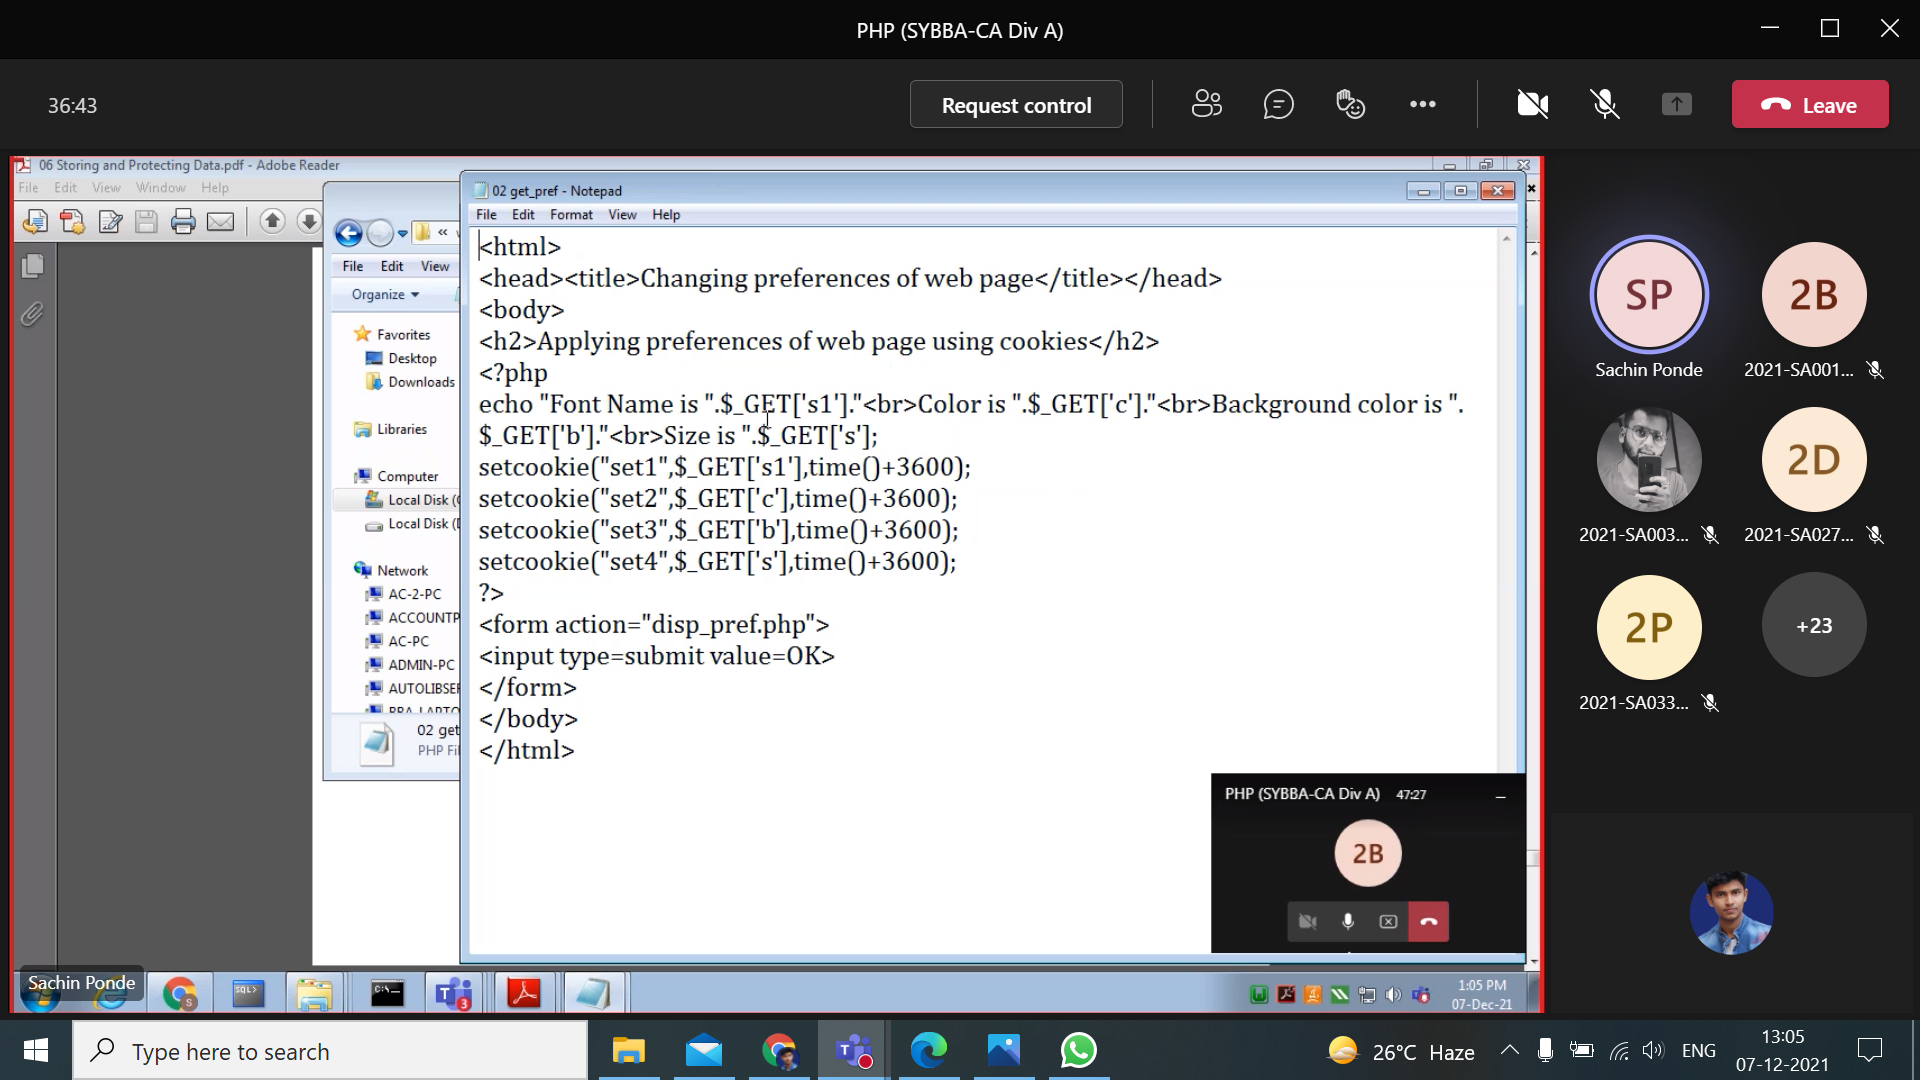 PHP (SYBBA-CA Div A)
36:43
Request control
Leave
06 Storing and Protecting Data.pdf - Adobe Reader
File Edit View Window Help
02 get_pref - Notepad
File Edit Format View Help
<html>
<head><title>Changing preferences of web page</title></head>
<body>
<h2>Applying preferences of web page using cookies</h2>
<?php
echo "Font Name is ".$_GET['s1']."<br>Color is ".$_GET['c']."<br>Background color is ".
$_GET['b']."<br>Size is ".$_GET['s'];
setcookie("set1",$_GET['s1'],time()+3600);
setcookie("set2",$_GET['c'],time()+3600);
setcookie("set3",$_GET['b'],time()+3600);
setcookie("set4",$_GET['s'],time()+3600);
?>
<form action="disp_pref.php">
<input type=submit value=OK>
</form>
</body>
</html>
File Edit View
Organize
Favorites
Desktop
Downloads
Libraries
Computer
Local Disk (
Local Disk (
Network
AC-2-PC
ACCOUNTP
AC-PC
ADMIN-PC
AUTOLIBSE
02 get
PHP Fil
PHP (SYBBA-CA Div A) 47:27
2B
SP
Sachin Ponde
2B
2021-SA001...
2021-SA003...
2D
2021-SA027...
2P
2021-SA033...
+23
Sachin Ponde
SQL>
C:\
3
1:05 PM
07-Dec-21
Type here to search
26°C Haze
ENG
13:05
07-12-2021